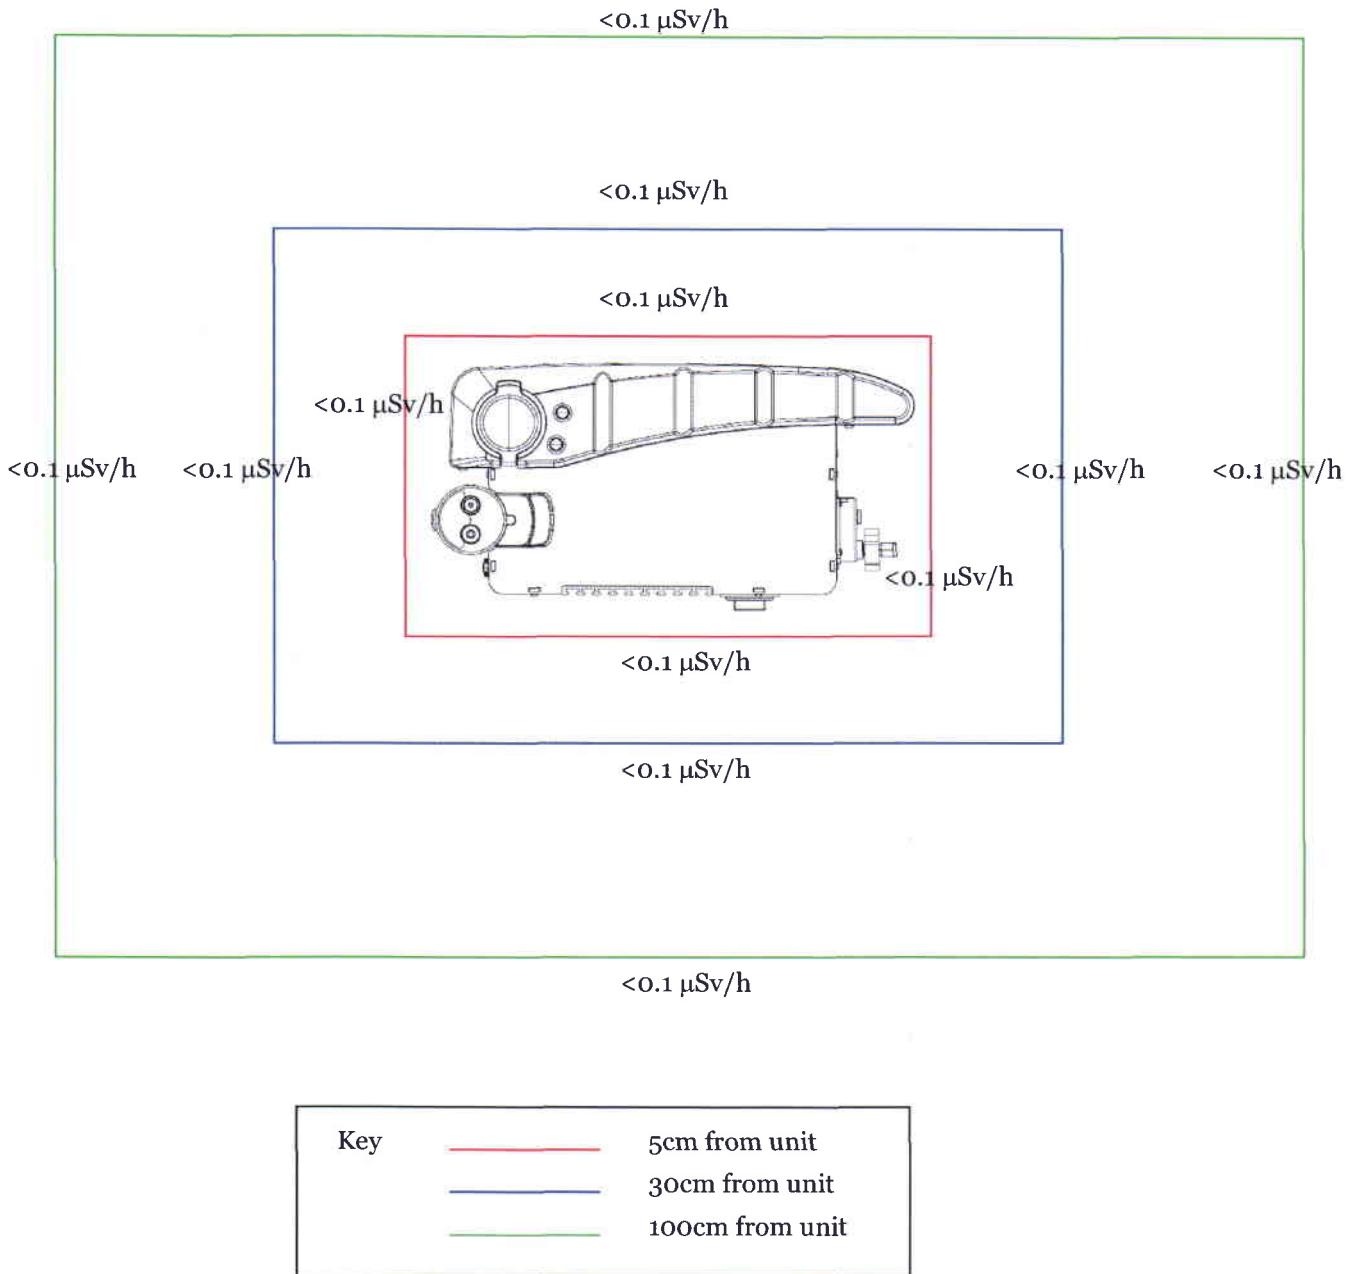 <0.1 μSv/h
<0.1 μSv/h
<0.1 μSv/h
<0.1 μSv/h
<0.1 μSv/h <0.1 μSv/h <0.1 μSv/h <0.1 μSv/h
<0.1 μSv/h
<0.1 μSv/h
<0.1 μSv/h
<0.1 μSv/h
Key 5cm from unit
30cm from unit
100cm from unit